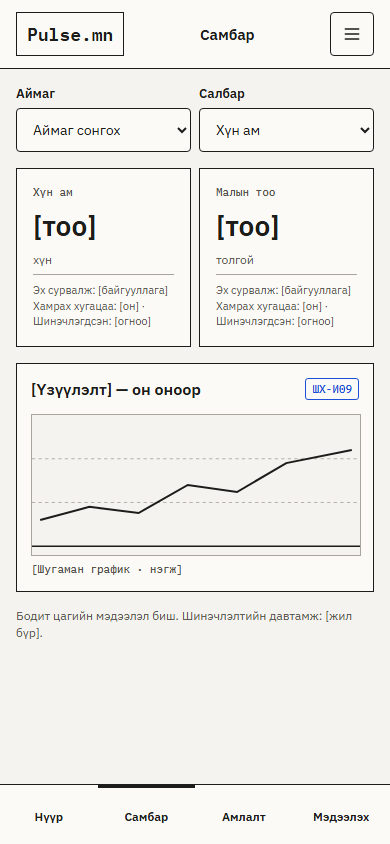 Pulse.mn
Самбар
Аймаг
Салбар
Аймаг сонгох
Хүн ам
Хүн ам
[тоо]
хүн
Эх сурвалж: [байгууллага]
Хамрах хугацаа: [он] ·
Шинэчлэгдсэн: [огноо]
Малын тоо
[тоо]
толгой
Эх сурвалж: [байгууллага]
Хамрах хугацаа: [он] ·
Шинэчлэгдсэн: [огноо]
[Үзүүлэлт] — он оноор
ШХ-И09
[Шугаман график · нэгж]
Бодит цагийн мэдээлэл биш. Шинэчлэлтийн давтамж: [жил
бүр].
Нүүр
Самбар
Амлалт
Мэдээлэх